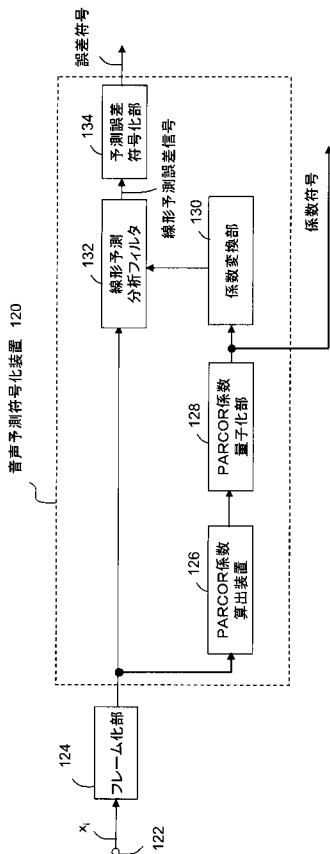 音声予測符号化装置 120
122
xi
124
フレーム化部
126
PARCOR係数
算出装置
128
PARCOR係数
量子化部
130
係数変換部
132
線形予測
分析フィルタ
線形予測誤差信号
134
予測誤差
符号化部
誤差符号
係数符号